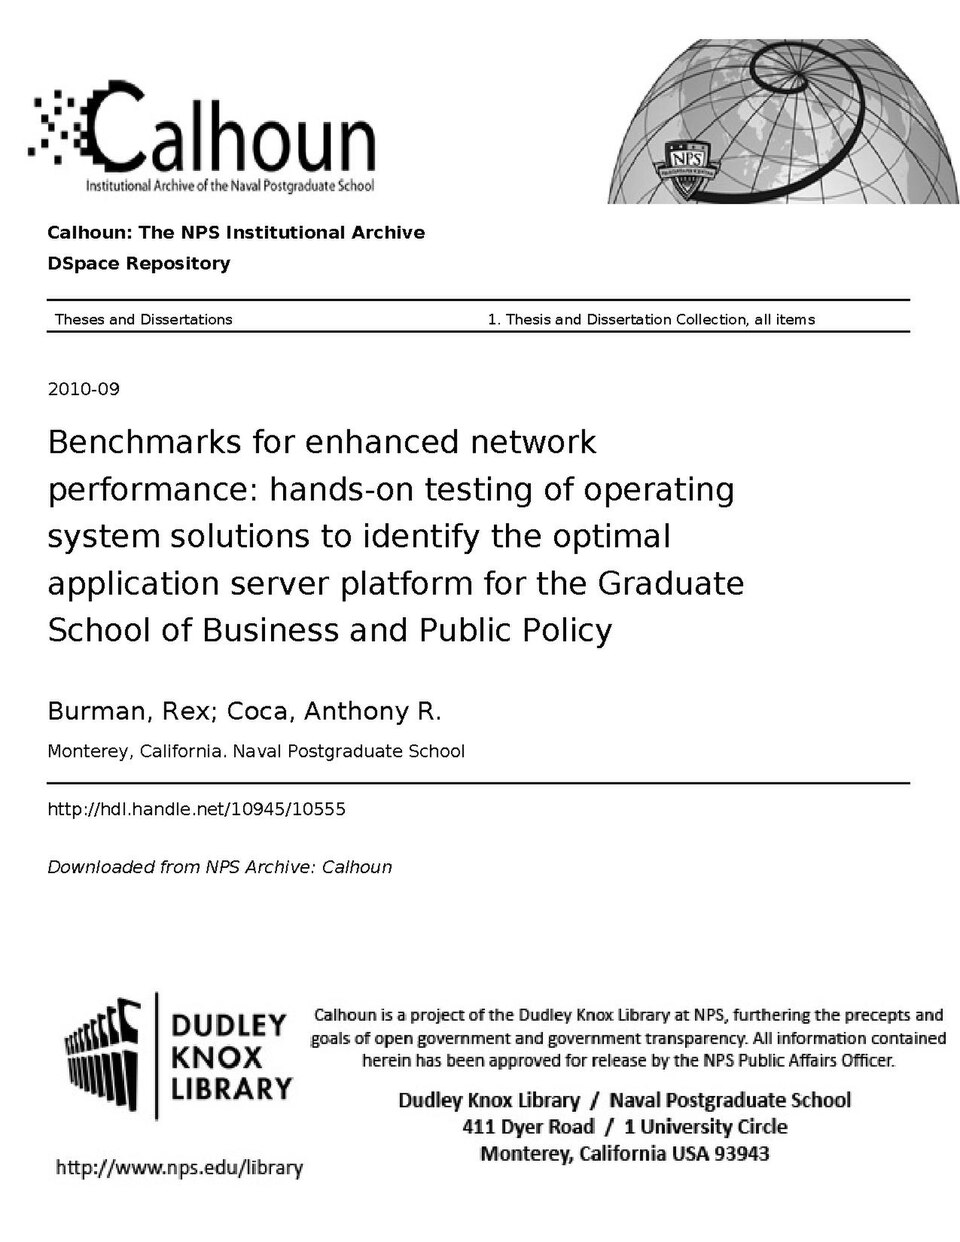 Calhoun
Institutional Archive of the Naval Postgraduate School
NPS
Calhoun: The NPS Institutional Archive
DSpace Repository
Theses and Dissertations 1. Thesis and Dissertation Collection, all items
2010-09
Benchmarks for enhanced network
performance: hands-on testing of operating
system solutions to identify the optimal
application server platform for the Graduate
School of Business and Public Policy
Burman, Rex; Coca, Anthony R.
Monterey, California. Naval Postgraduate School
http://hdl.handle.net/10945/10555
Downloaded from NPS Archive: Calhoun
DUDLEY
KNOX
LIBRARY
http://www.nps.edu/library
Calhoun is a project of the Dudley Knox Library at NPS, furthering the precepts and
goals of open government and government transparency. All information contained
herein has been approved for release by the NPS Public Affairs Officer.
Dudley Knox Library / Naval Postgraduate School
411 Dyer Road / 1 University Circle
Monterey, California USA 93943